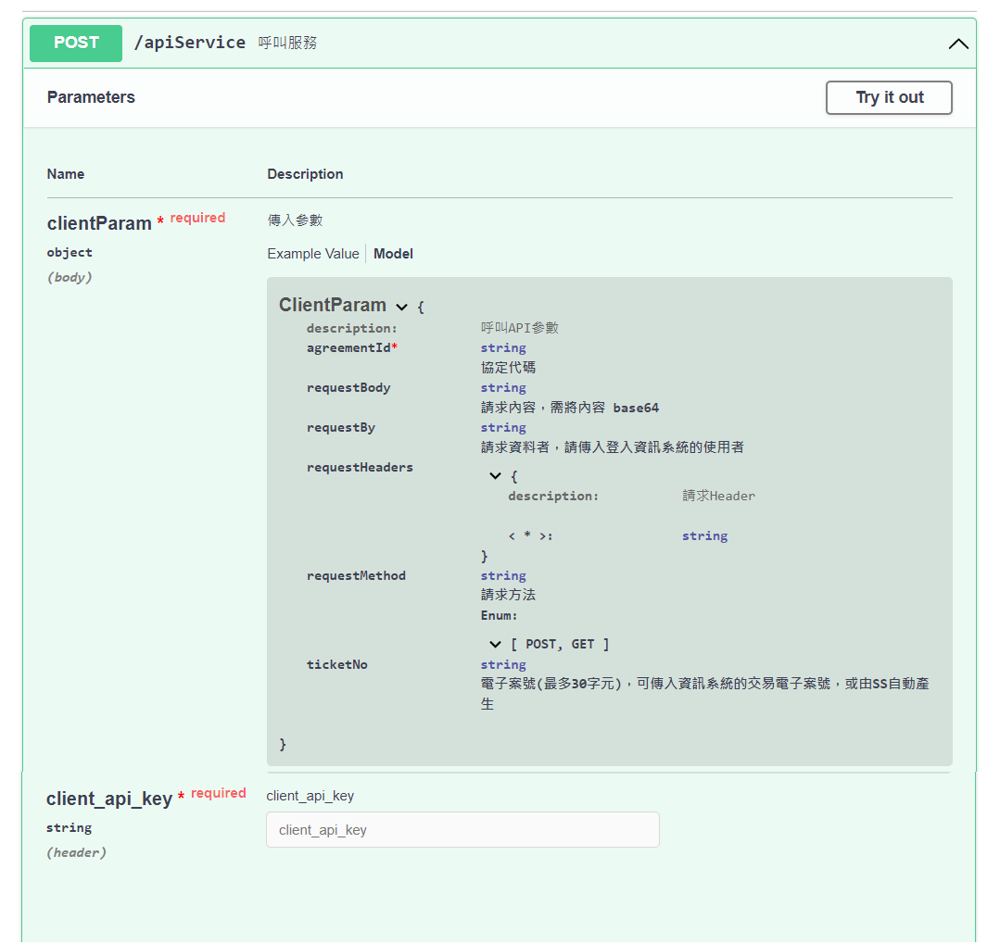 POST /apiService 呼叫服務
Parameters
Try it out
Name Description
clientParam * required 傳入參數
object
(body)
Example Value Model
ClientParam {
description: 呼叫API參數
agreementId* string
協定代碼
requestBody string
請求內容，需將內容 base64
requestBy string
請求資料者，請傳入登入資訊系統的使用者
requestHeaders {
description: 請求Header
< * >: string
}
requestMethod string
請求方法
Enum:
[ POST, GET ]
ticketNo string
電子案號(最多30字元)，可傳入資訊系統的交易電子案號，或由SS自動產
生
}
client_api_key * required client_api_key
string
(header)
client_api_key